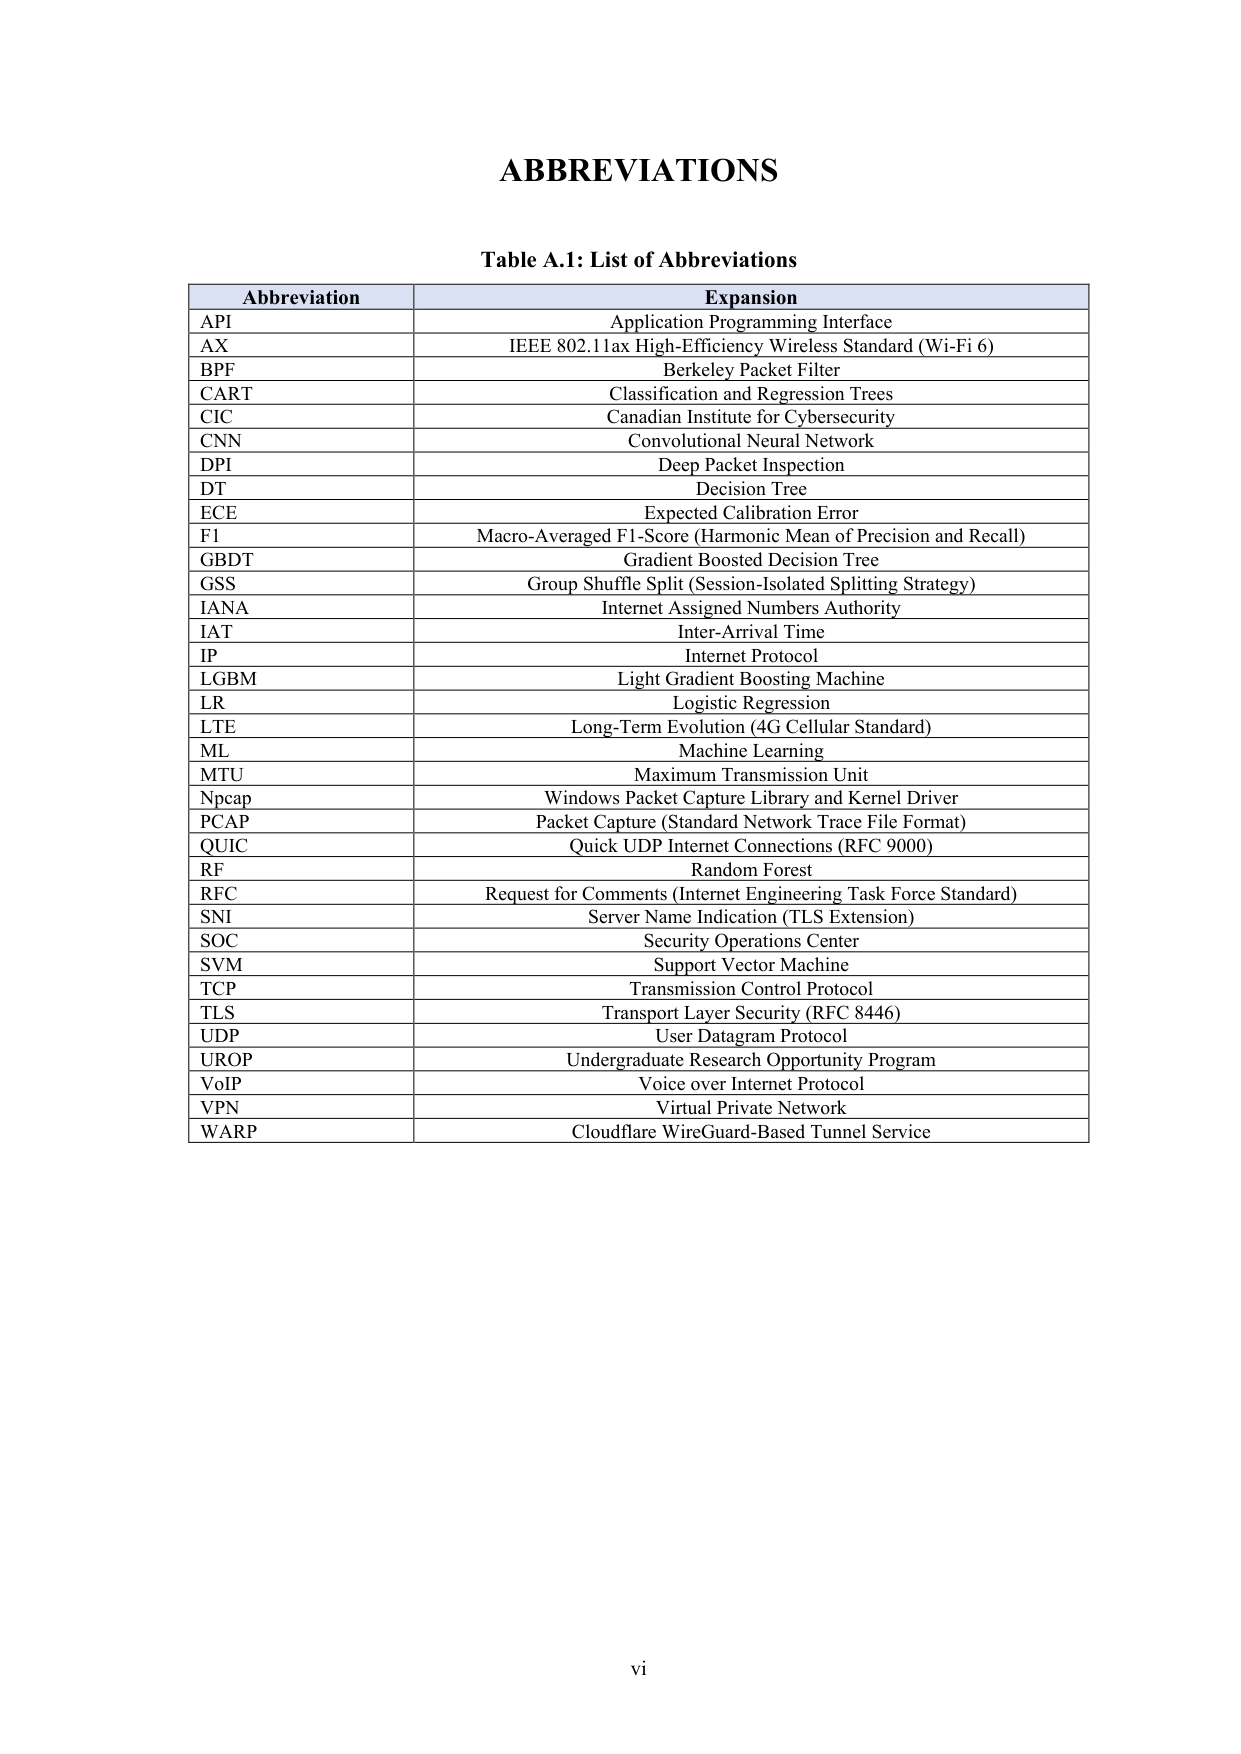 ABBREVIATIONS
Table A.1: List of Abbreviations
Abbreviation Expansion
API Application Programming Interface
AX IEEE 802.11ax High-Efficiency Wireless Standard (Wi-Fi 6)
BPF Berkeley Packet Filter
CART Classification and Regression Trees
CIC Canadian Institute for Cybersecurity
CNN Convolutional Neural Network
DPI Deep Packet Inspection
DT Decision Tree
ECE Expected Calibration Error
F1 Macro-Averaged F1-Score (Harmonic Mean of Precision and Recall)
GBDT Gradient Boosted Decision Tree
GSS Group Shuffle Split (Session-Isolated Splitting Strategy)
IANA Internet Assigned Numbers Authority
IAT Inter-Arrival Time
IP Internet Protocol
LGBM Light Gradient Boosting Machine
LR Logistic Regression
LTE Long-Term Evolution (4G Cellular Standard)
ML Machine Learning
MTU Maximum Transmission Unit
Npcap Windows Packet Capture Library and Kernel Driver
PCAP Packet Capture (Standard Network Trace File Format)
QUIC Quick UDP Internet Connections (RFC 9000)
RF Random Forest
RFC Request for Comments (Internet Engineering Task Force Standard)
SNI Server Name Indication (TLS Extension)
SOC Security Operations Center
SVM Support Vector Machine
TCP Transmission Control Protocol
TLS Transport Layer Security (RFC 8446)
UDP User Datagram Protocol
UROP Undergraduate Research Opportunity Program
VoIP Voice over Internet Protocol
VPN Virtual Private Network
WARP Cloudflare WireGuard-Based Tunnel Service
vi